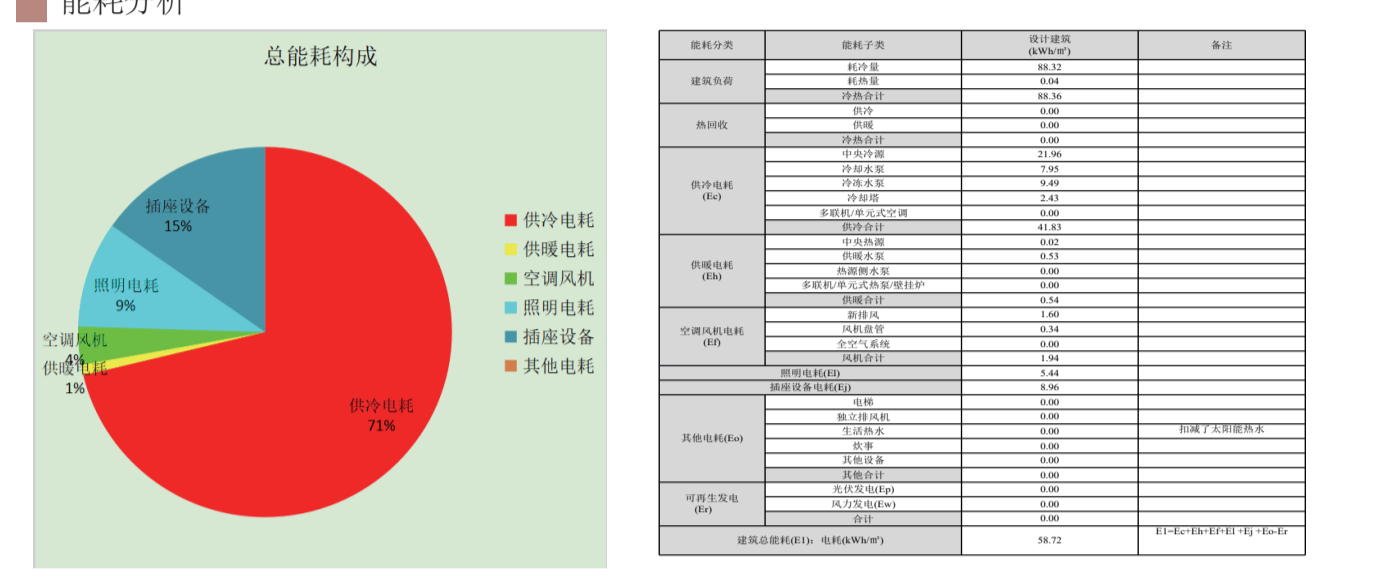 能耗分析
总能耗构成
插座设备
15%
照明电耗
9%
空调风机
4%
供暖电耗
1%
供冷电耗
71%
供冷电耗
供暖电耗
空调风机
照明电耗
插座设备
其他电耗
能耗分类 能耗子类 设计建筑 (kWh/㎡) 备注
建筑负荷 耗冷量 88.32
耗热量 0.04
冷热合计 88.36
热回收 供冷 0.00
供暖 0.00
冷热合计 0.00
供冷电耗 (Ec) 中央冷源 21.96
冷却水泵 7.95
冷冻水泵 9.49
冷却塔 2.43
多联机/单元式空调 0.00
供冷合计 41.83
供暖电耗 (Eh) 中央热源 0.02
供暖水泵 0.53
热源侧水泵 0.00
多联机/单元式热泵/壁挂炉 0.00
供暖合计 0.54
空调风机电耗 (Ef) 新排风 1.60
风机盘管 0.34
全空气系统 0.00
风机合计 1.94
照明电耗(El) 5.44
插座设备电耗(Ej) 8.96
其他电耗(Eo) 电梯 0.00
独立排风机 0.00
生活热水 0.00 扣减了太阳能热水
炊事 0.00
其他设备 0.00
其他合计 0.00
可再生发电 (Er) 光伏发电(Ep) 0.00
风力发电(Ew) 0.00
合计 0.00
建筑总能耗(E1): 电耗(kWh/㎡) 58.72 E1=Ec+Eh+Ef+El +Ej +Eo-Er